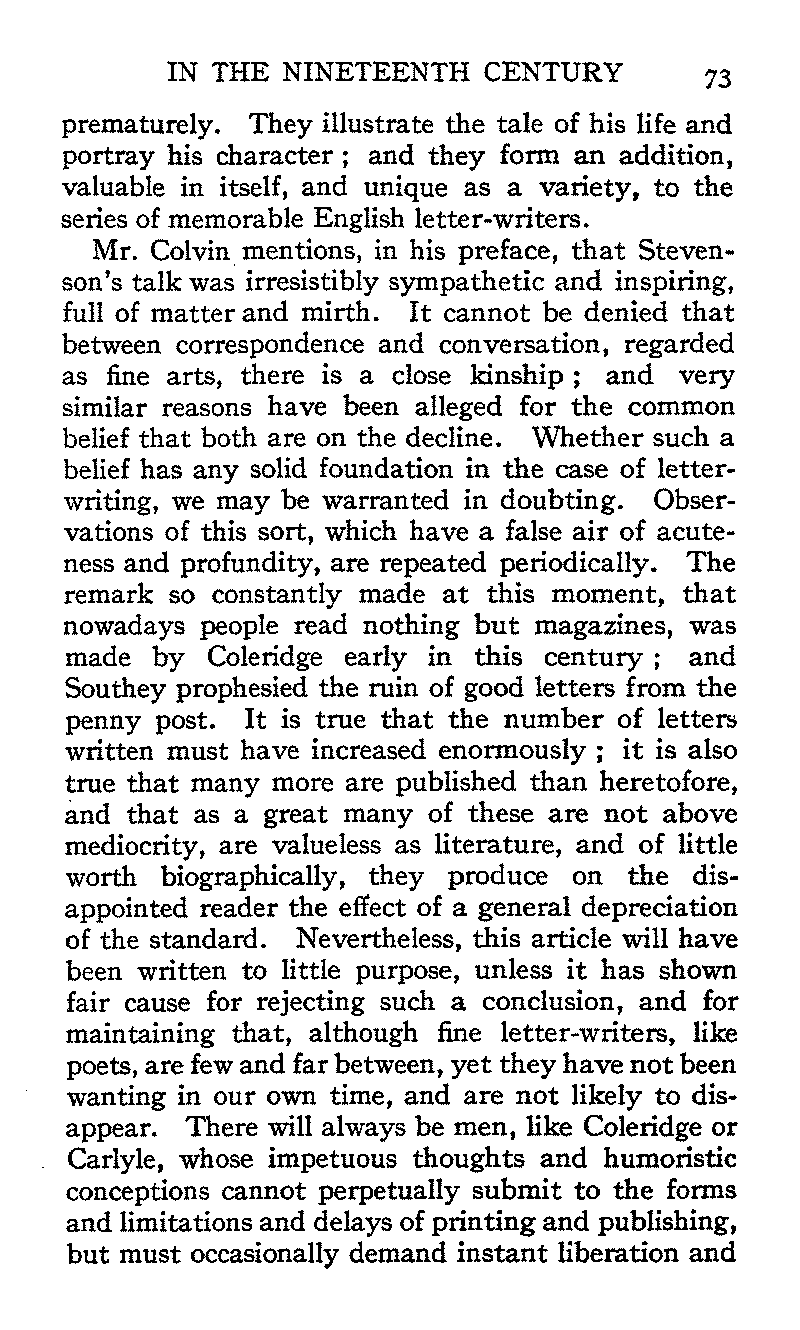 IN THE NINETEENTH CENTURY 73
prematurely. They illustrate the tale of his life and
portray his character ; and they form an addition,
valuable in itself, and unique as a variety, to the
series of memorable English letter-writers.
Mr. Colvin mentions, in his preface, that Steven-
son's talk was irresistibly sympathetic and inspiring,
full of matter and mirth. It cannot be denied that
between correspondence and conversation, regarded
as fine arts, there is a close kinship ; and very
similar reasons have been alleged for the common
belief that both are on the decline. Whether such a
belief has any solid foundation in the case of letter-
writing, we may be warranted in doubting. Obser-
vations of this sort, which have a false air of acute-
ness and profundity, are repeated periodically. The
remark so constantly made at this moment, that
nowadays people read nothing but magazines, was
made by Coleridge early in this century ; and
Southey prophesied the ruin of good letters from the
penny post. It is true that the number of letters
written must have increased enormously ; it is also
true that many more are published than heretofore,
and that as a great many of these are not above
mediocrity, are valueless as literature, and of little
worth biographically, they produce on the dis-
appointed reader the effect of a general depreciation
of the standard. Nevertheless, this article will have
been written to little purpose, unless it has shown
fair cause for rejecting such a conclusion, and for
maintaining that, although fine letter-writers, like
poets, are few and far between, yet they have not been
wanting in our own time, and are not likely to dis-
appear. There will always be men, like Coleridge or
Carlyle, whose impetuous thoughts and humoristic
conceptions cannot perpetually submit to the forms
and limitations and delays of printing and publishing,
but must occasionally demand instant liberation and